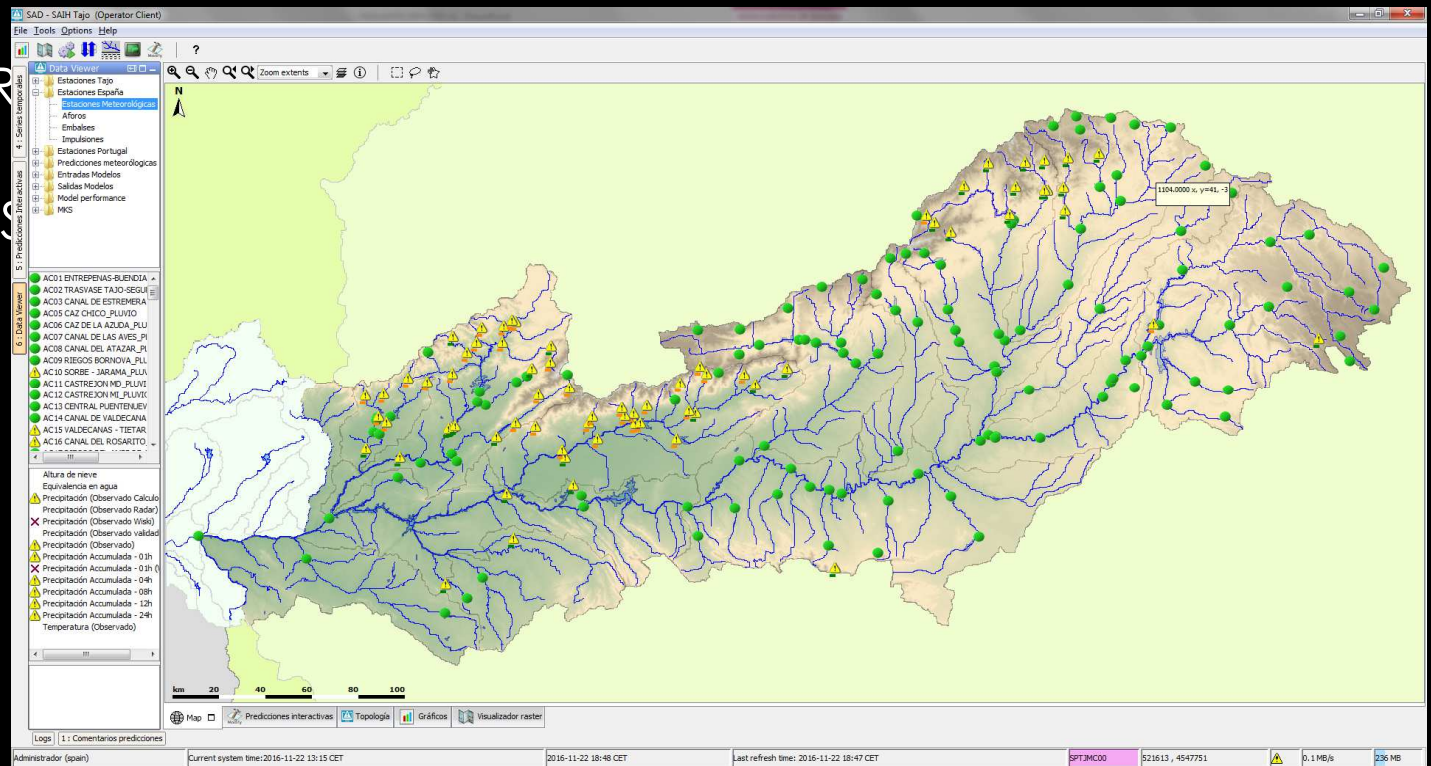 SAD - SAIH Tajo (Operator Client)
File Tools Options Help
?
R
S
4 : Series temporales
5 : Predicciones Interactivas
6 : Data Viewer
Data Viewer
Estaciones Tajo
Estaciones España
Estaciones Meteorológicas
Aforos
Embalses
Impulsiones
Estaciones Portugal
Predicciones meteorólogicas
Entradas Modelos
Salidas Modelos
Model performance
MKS
AC01 ENTREPENAS-BUENDIA
AC02 TRASVASE TAJO-SEGU
AC03 CANAL DE ESTREMERA
AC05 CAZ CHICO_PLUVIO
AC06 CAZ DE LA AZUDA_PLU
AC07 CANAL DE LAS AVES_P
AC08 CANAL DEL ATAZAR_PL
AC09 RIEGOS BORNOVA_PLU
AC10 SORBE - JARAMA_PLUV
AC11 CASTREJON MD_PLUVI
AC12 CASTREJON MI_PLUVIC
AC13 CENTRAL PUENTENUEV
AC14 CANAL DE VALDECANA
AC15 VALDECANAS - TIETAR
AC16 CANAL DEL ROSARITO_
Altura de nieve
Equivalencia en agua
Precipitación (Observado Calculo
Precipitación (Observado Radar)
Precipitación (Observado Wiski)
Precipitación (Observado validad
Precipitación (Observado)
Precipitación Acumulada - 01h
Precipitación Acumulada - 01h (
Precipitación Acumulada - 04h
Precipitación Acumulada - 08h
Precipitación Acumulada - 12h
Precipitación Acumulada - 24h
Temperatura (Observado)
Zoom extents
N
1104.0000 x, y=41, -3
km 20 40 60 80 100
Map
Predicciones interactivas
Topología
Gráficos
Visualizador raster
Logs
1 : Comentarios predicciones
Administrador (spain)
Current system time:2016-11-22 13:15 CET
2016-11-22 18:48 CET
Last refresh time: 2016-11-22 18:47 CET
SPTJMC00
521613 , 4547751
0.1 MB/s
236 MB